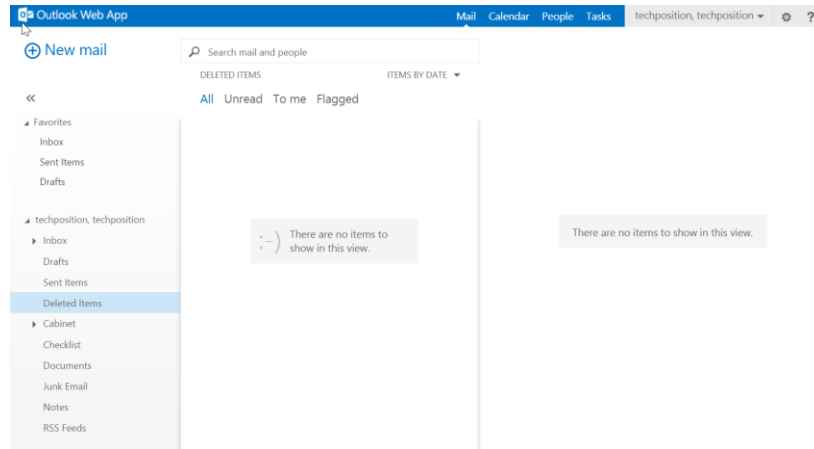 Outlook Web App
Mail Calendar People Tasks techposition, techposition ?
New mail
Search mail and people
DELETED ITEMS ITEMS BY DATE
All Unread To me Flagged
Favorites
Inbox
Sent Items
Drafts
techposition, techposition
Inbox
Drafts
Sent Items
Deleted Items
Cabinet
Checklist
Documents
Junk Email
Notes
RSS Feeds
:-)
There are no items to
show in this view.
There are no items to show in this view.